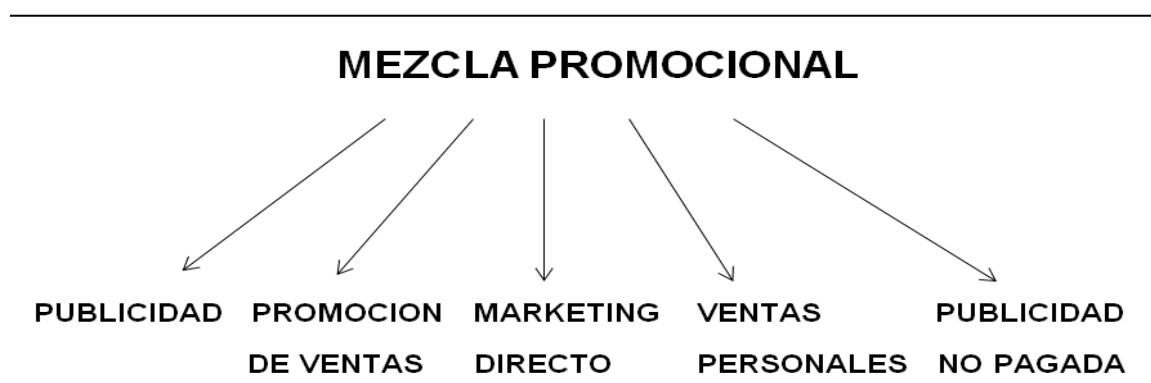 MEZCLA PROMOCIONAL
PUBLICIDAD PROMOCION MARKETING VENTAS PUBLICIDAD
DE VENTAS DIRECTO PERSONALES NO PAGADA